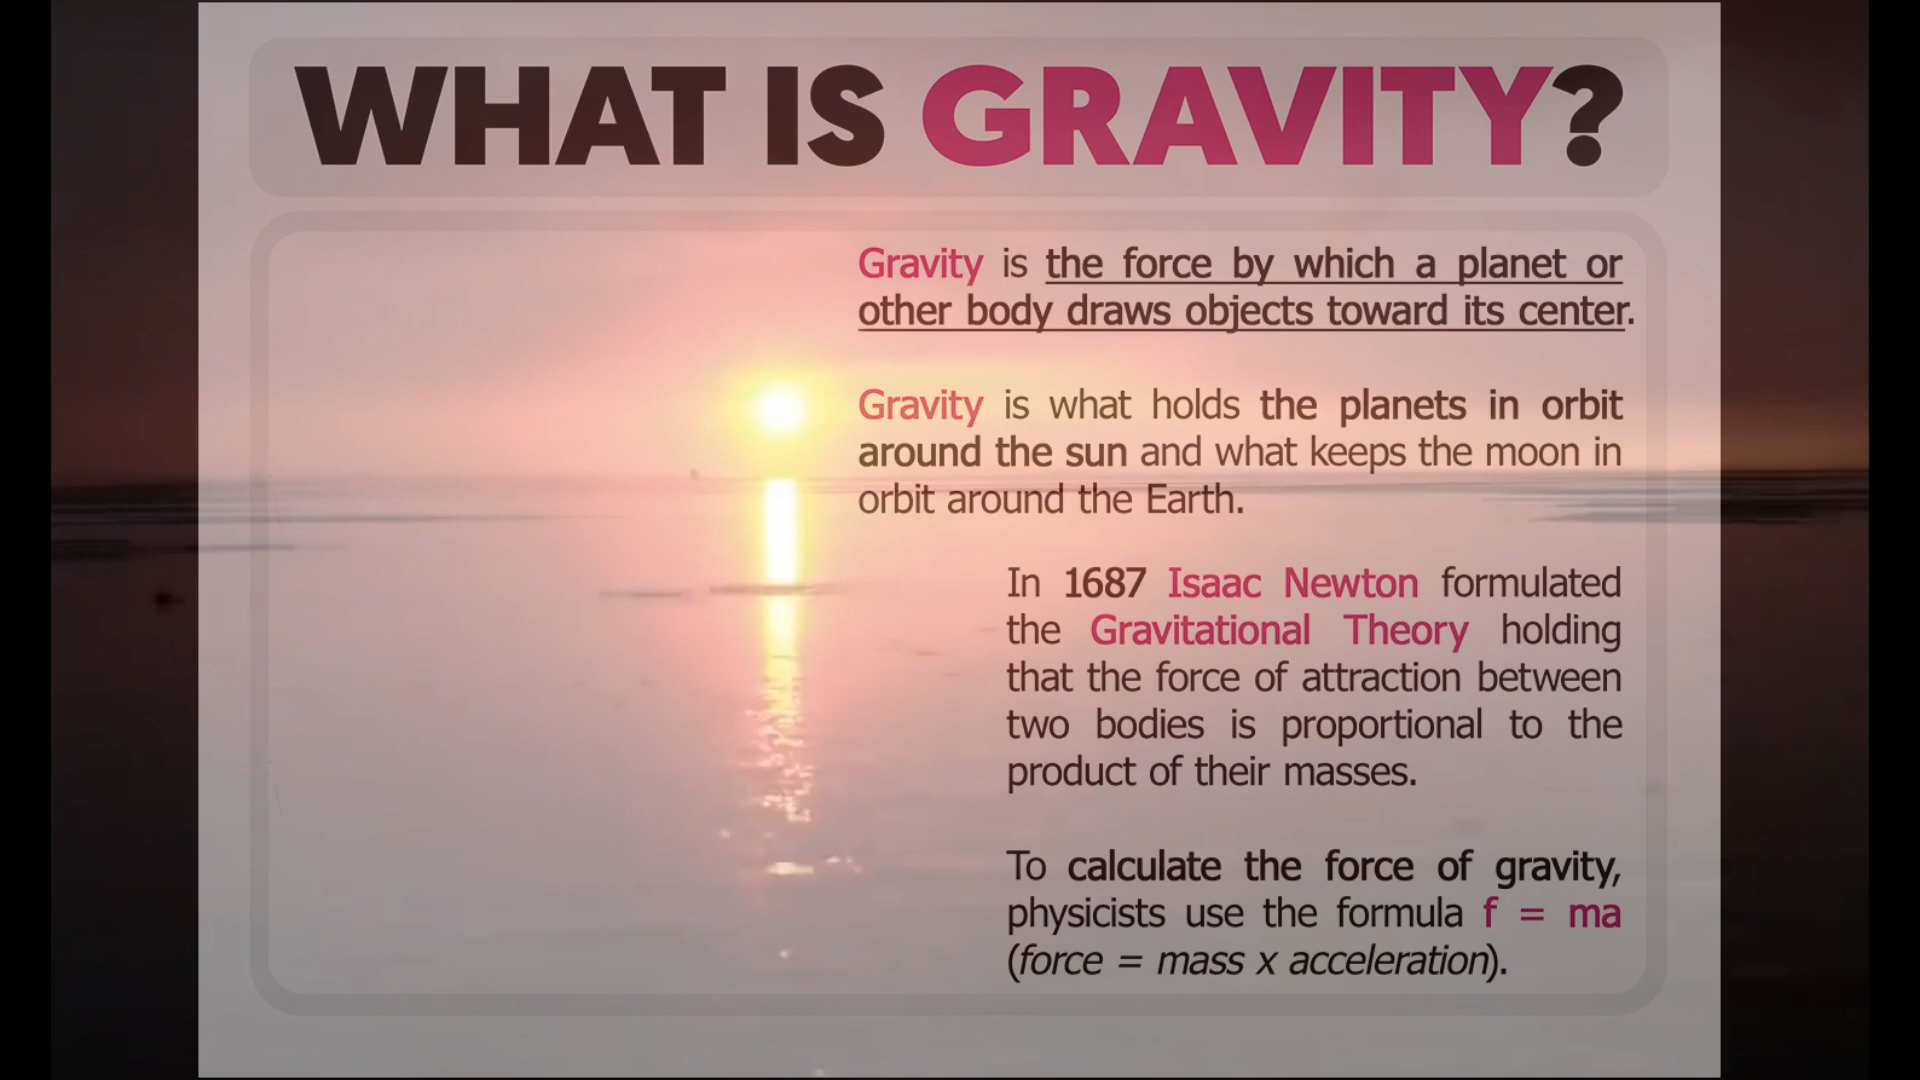 WHAT IS GRAVITY?
Gravity is the force by which a planet or
other body draws objects toward its center.
Gravity is what holds the planets in orbit
around the sun and what keeps the moon in
orbit around the Earth.
In 1687 Isaac Newton formulated
the Gravitational Theory holding
that the force of attraction between
two bodies is proportional to the
product of their masses.
To calculate the force of gravity,
physicists use the formula f = ma
(force = mass x acceleration).